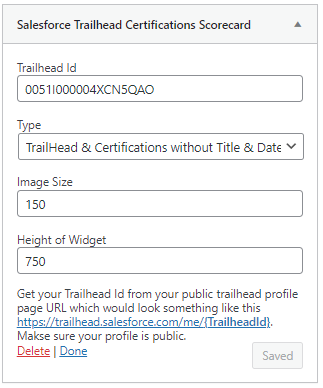 Salesforce Trailhead Certifications Scorecard
Trailhead Id
0051I000004XCN5QAO
Type
TrailHead & Certifications without Title & Date
Image Size
150
Height of Widget
750
Get your Trailhead Id from your public trailhead profile
page URL which would look something like this
https://trailhead.salesforce.com/me/{TrailheadId}.
Makse sure your profile is public.
Delete | Done
Saved